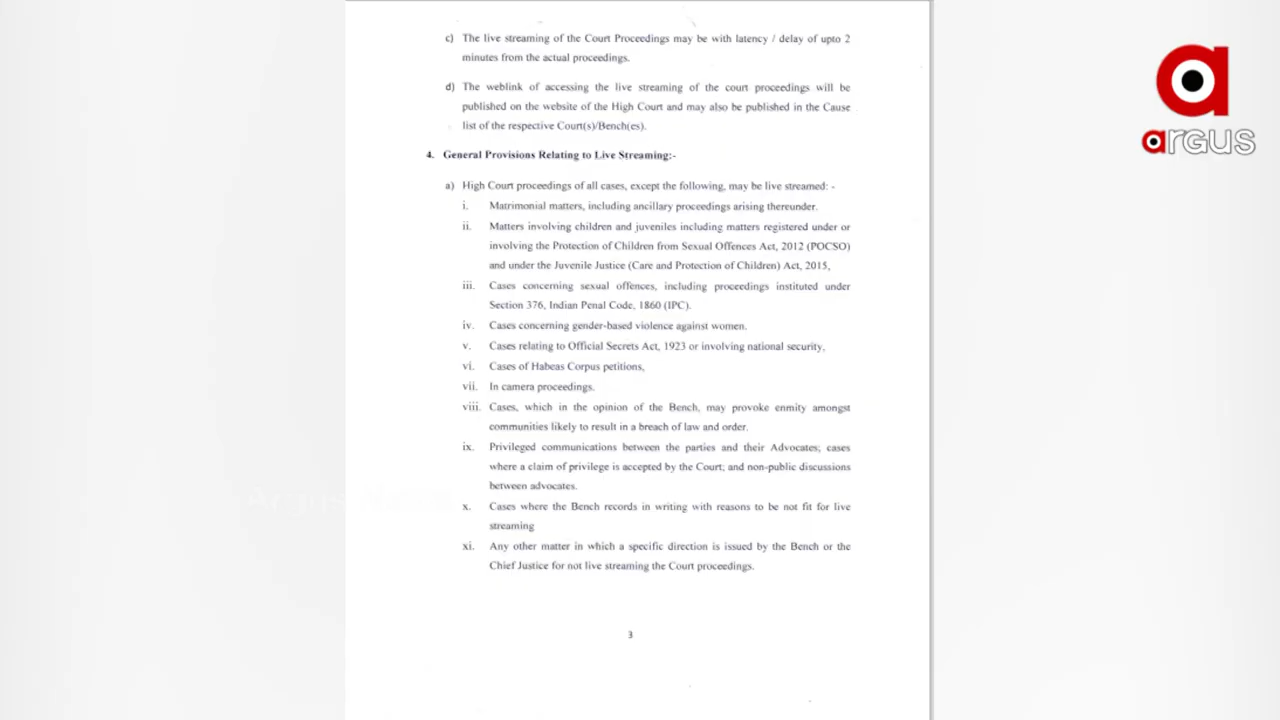 c) The live streaming of the Court Proceedings may be with latency / delay of upto 2
minutes from the actual proceedings.
d) The weblink of accessing the live streaming of the court proceedings will be
published on the website of the High Court and may also be published in the Cause
list of the respective Court(s)/Bench(es).
4. General Provisions Relating to Live Streaming:-
a) High Court proceedings of all cases, except the following, may be live streamed: -
i. Matrimonial matters, including ancillary proceedings arising thereunder.
ii. Matters involving children and juveniles including matters registered under or
involving the Protection of Children from Sexual Offences Act, 2012 (POCSO)
and under the Juvenile Justice (Care and Protection of Children) Act, 2015,
iii. Cases concerning sexual offences, including proceedings instituted under
Section 376, Indian Penal Code, 1860 (IPC).
iv. Cases concerning gender-based violence against women.
v. Cases relating to Official Secrets Act, 1923 or involving national security,
vi. Cases of Habeas Corpus petitions,
vii. In camera proceedings.
viii. Cases, which in the opinion of the Bench, may provoke enmity amongst
communities likely to result in a breach of law and order.
ix. Privileged communications between the parties and their Advocates; cases
where a claim of privilege is accepted by the Court; and non-public discussions
between advocates.
x. Cases where the Bench records in writing with reasons to be not fit for live
streaming
xi. Any other matter in which a specific direction is issued by the Bench or the
Chief Justice for not live streaming the Court proceedings.
3
a
argus